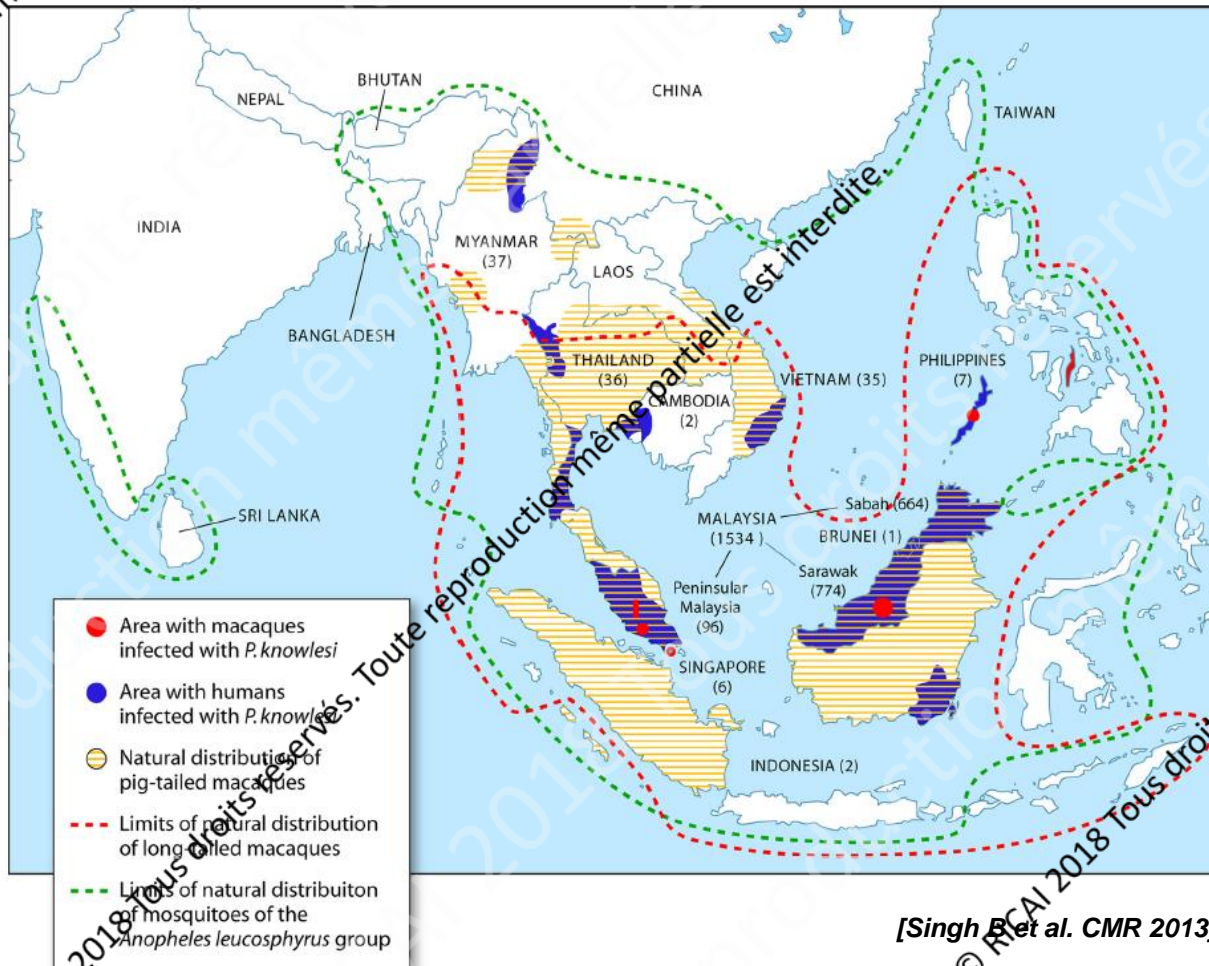 BHUTAN
NEPAL
CHINA
TAIWAN
INDIA
MYANMAR
(37)
LAOS
BANGLADESH
THAILAND
(36)
VIETNAM (35)
PHILIPPINES
(7)
CAMBODIA
(2)
SRI LANKA
MALAYSIA
(1534 )
Sabah (664)
BRUNEI (1)
Sarawak
(774)
Peninsular
Malaysia
(96)
SINGAPORE
(6)
INDONESIA (2)
Area with macaques
infected with P. knowlesi
Area with humans
infected with P. knowlesi
Natural distribution of
pig-tailed macaques
Limits of natural distribution
of long-tailed macaques
Limits of natural distribuiton
of mosquitoes of the
Anopheles leucosphyrus group
[Singh B et al. CMR 2013]
2018 Tous droits réservés. Toute reproduction même partielle est interdite.
© RICAI 2018 Tous droit